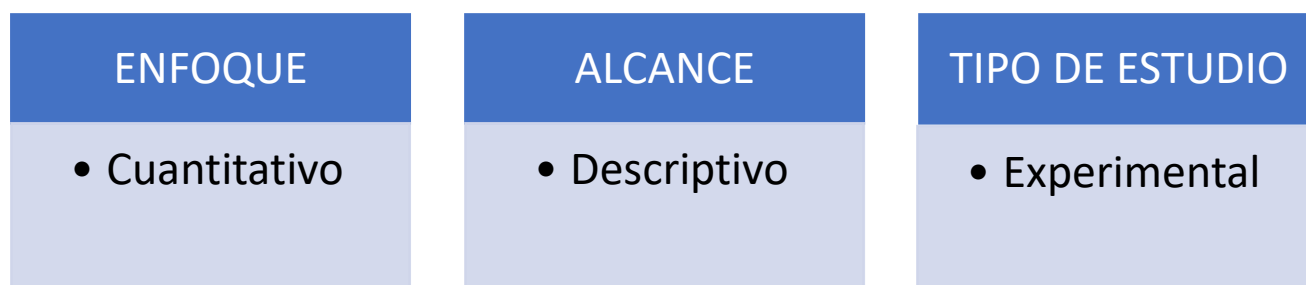 ENFOQUE
• Cuantitativo
ALCANCE
• Descriptivo
TIPO DE ESTUDIO
• Experimental